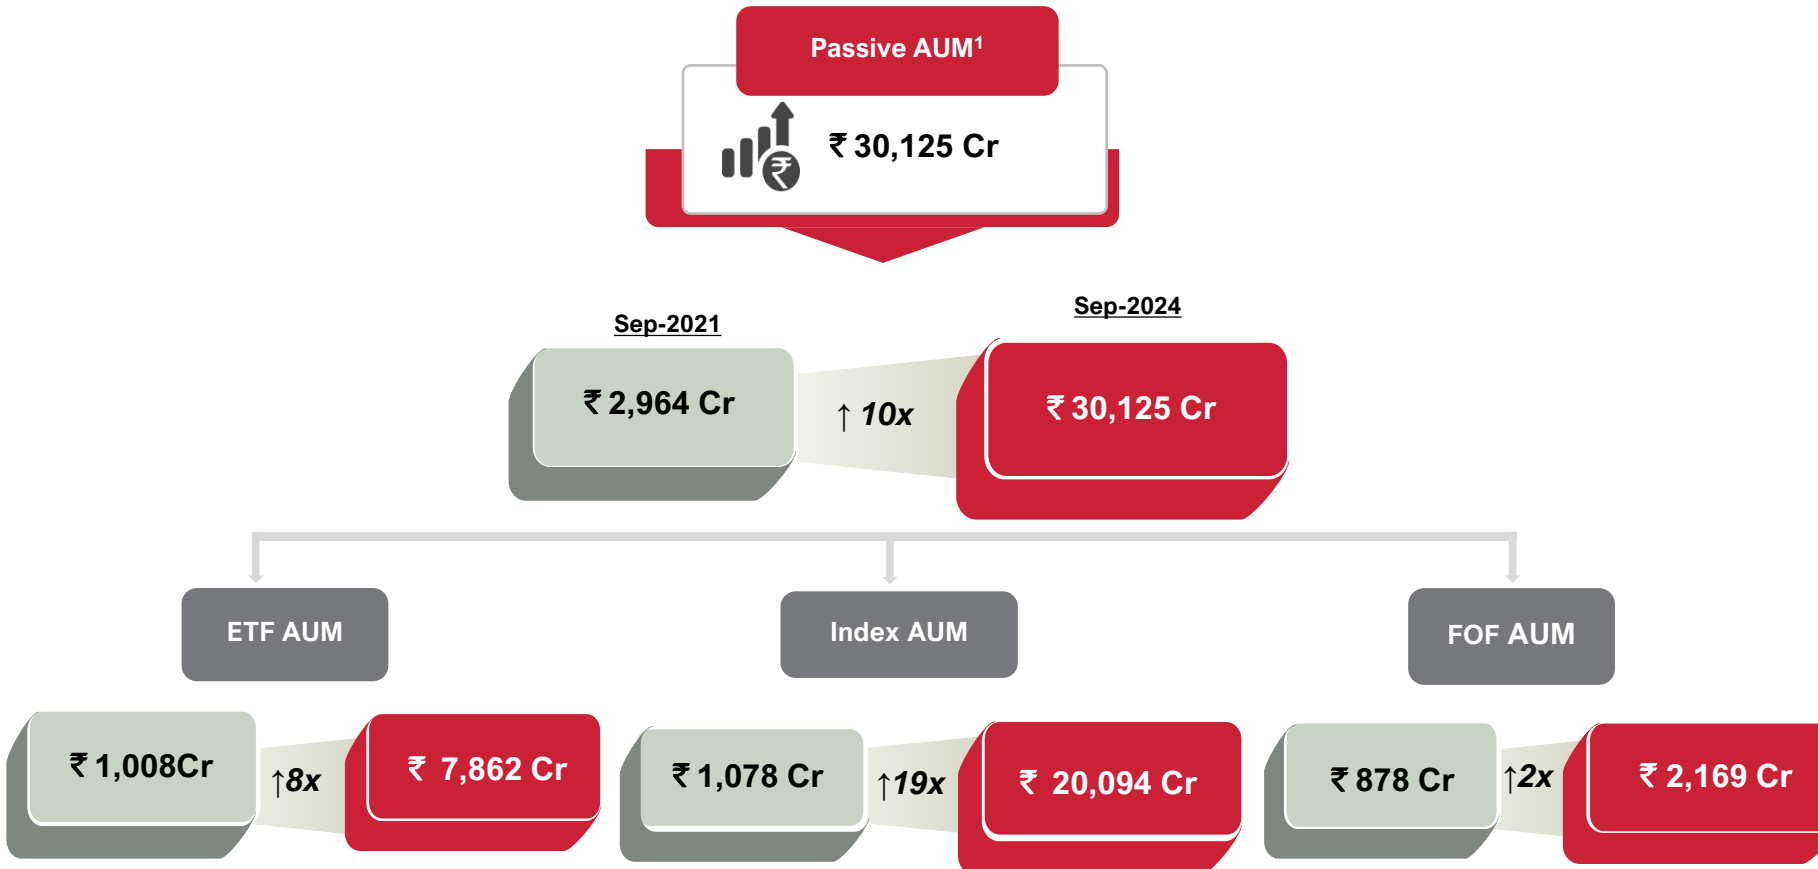 Passive AUM¹
₹ 30,125 Cr
₹
Sep-2021
Sep-2024
₹ 2,964 Cr
↑ 10x
₹ 30,125 Cr
ETF AUM
Index AUM
FOF AUM
₹ 1,008Cr
↑8x
₹ 7,862 Cr
₹ 1,078 Cr
↑19x
₹ 20,094 Cr
₹ 878 Cr
↑2x
₹ 2,169 Cr